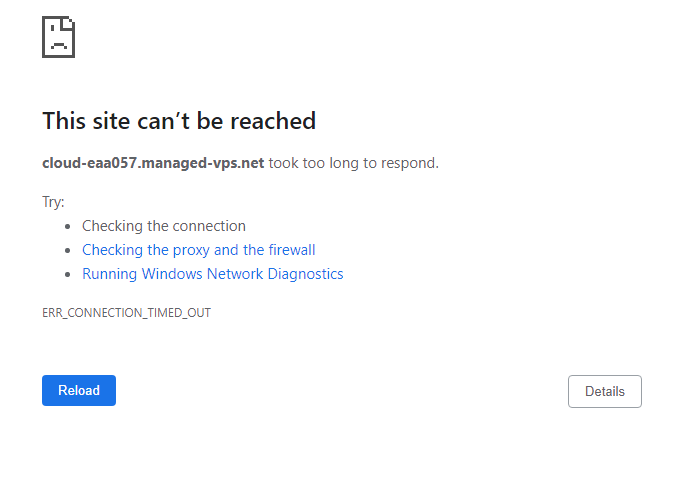 This site can’t be reached
cloud-eaa057.managed-vps.net took too long to respond.
Try:
Checking the connection
Checking the proxy and the firewall
Running Windows Network Diagnostics
ERR_CONNECTION_TIMED_OUT
Reload
Details